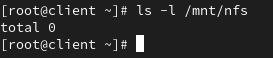 [root@client ~]# ls -l /mnt/nfs
total 0
[root@client ~]#